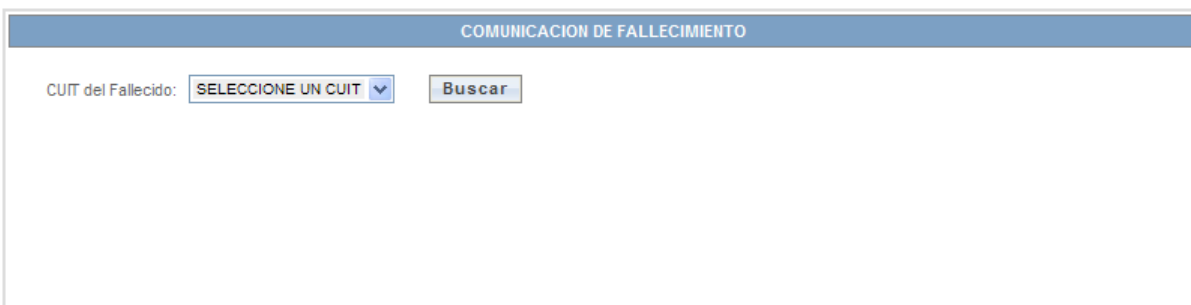 COMUNICACION DE FALLECIMIENTO
CUIT del Fallecido: SELECCIONE UN CUIT Buscar